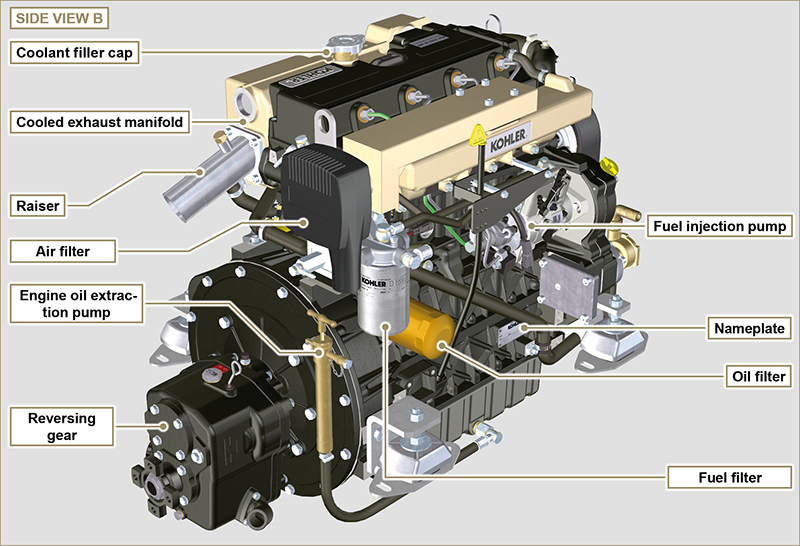 SIDE VIEW B
Coolant filler cap
Cooled exhaust manifold
Raiser
Air filter
Engine oil extrac-
tion pump
Reversing
gear
KOHLER
Fuel injection pump
KOHLER
Nameplate
Oil filter
Fuel filter